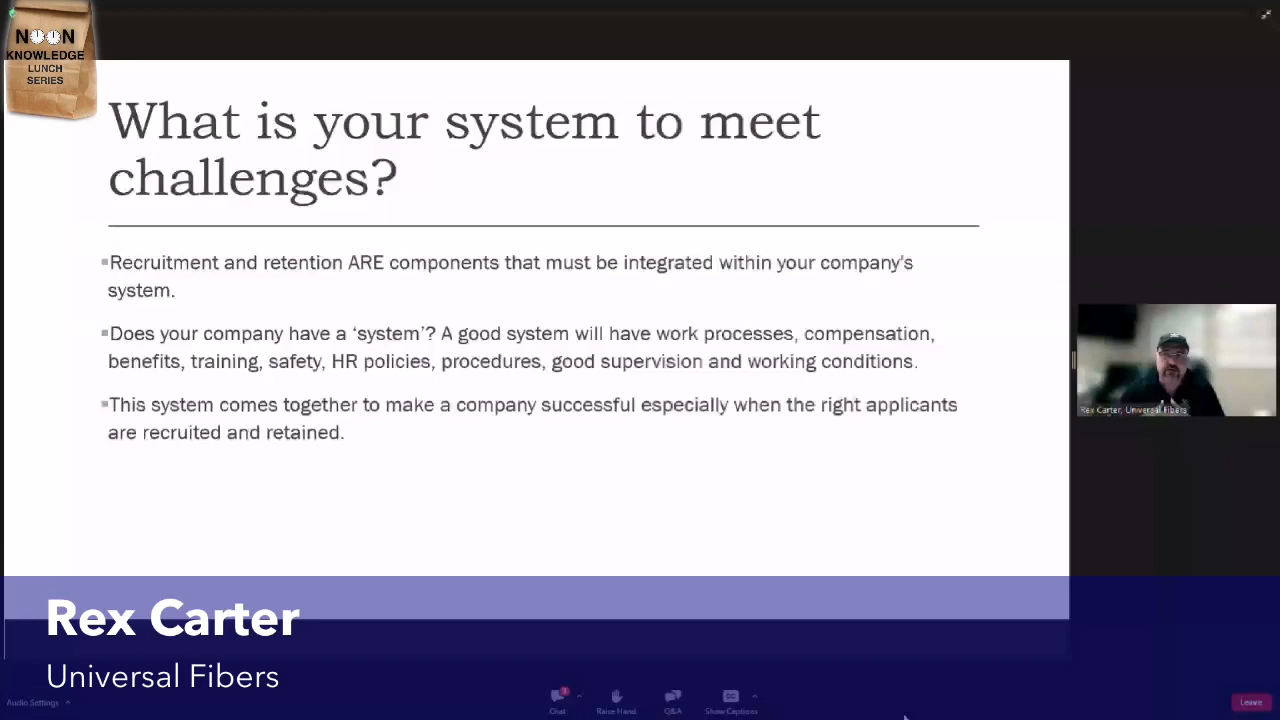 NOON
KNOWLEDGE
LUNCH
SERIES
What is your system to meet
challenges?
Recruitment and retention ARE components that must be integrated within your company's
system.
Does your company have a ‘system’? A good system will have work processes, compensation,
benefits, training, safety, HR policies, procedures, good supervision and working conditions.
This system comes together to make a company successful especially when the right applicants
are recruited and retained.
Rex Carter, Universal Fibers
Rex Carter
Universal Fibers
Audio Settings
Chat
Raise Hand
Q&A
CC
Show Captions
Leave